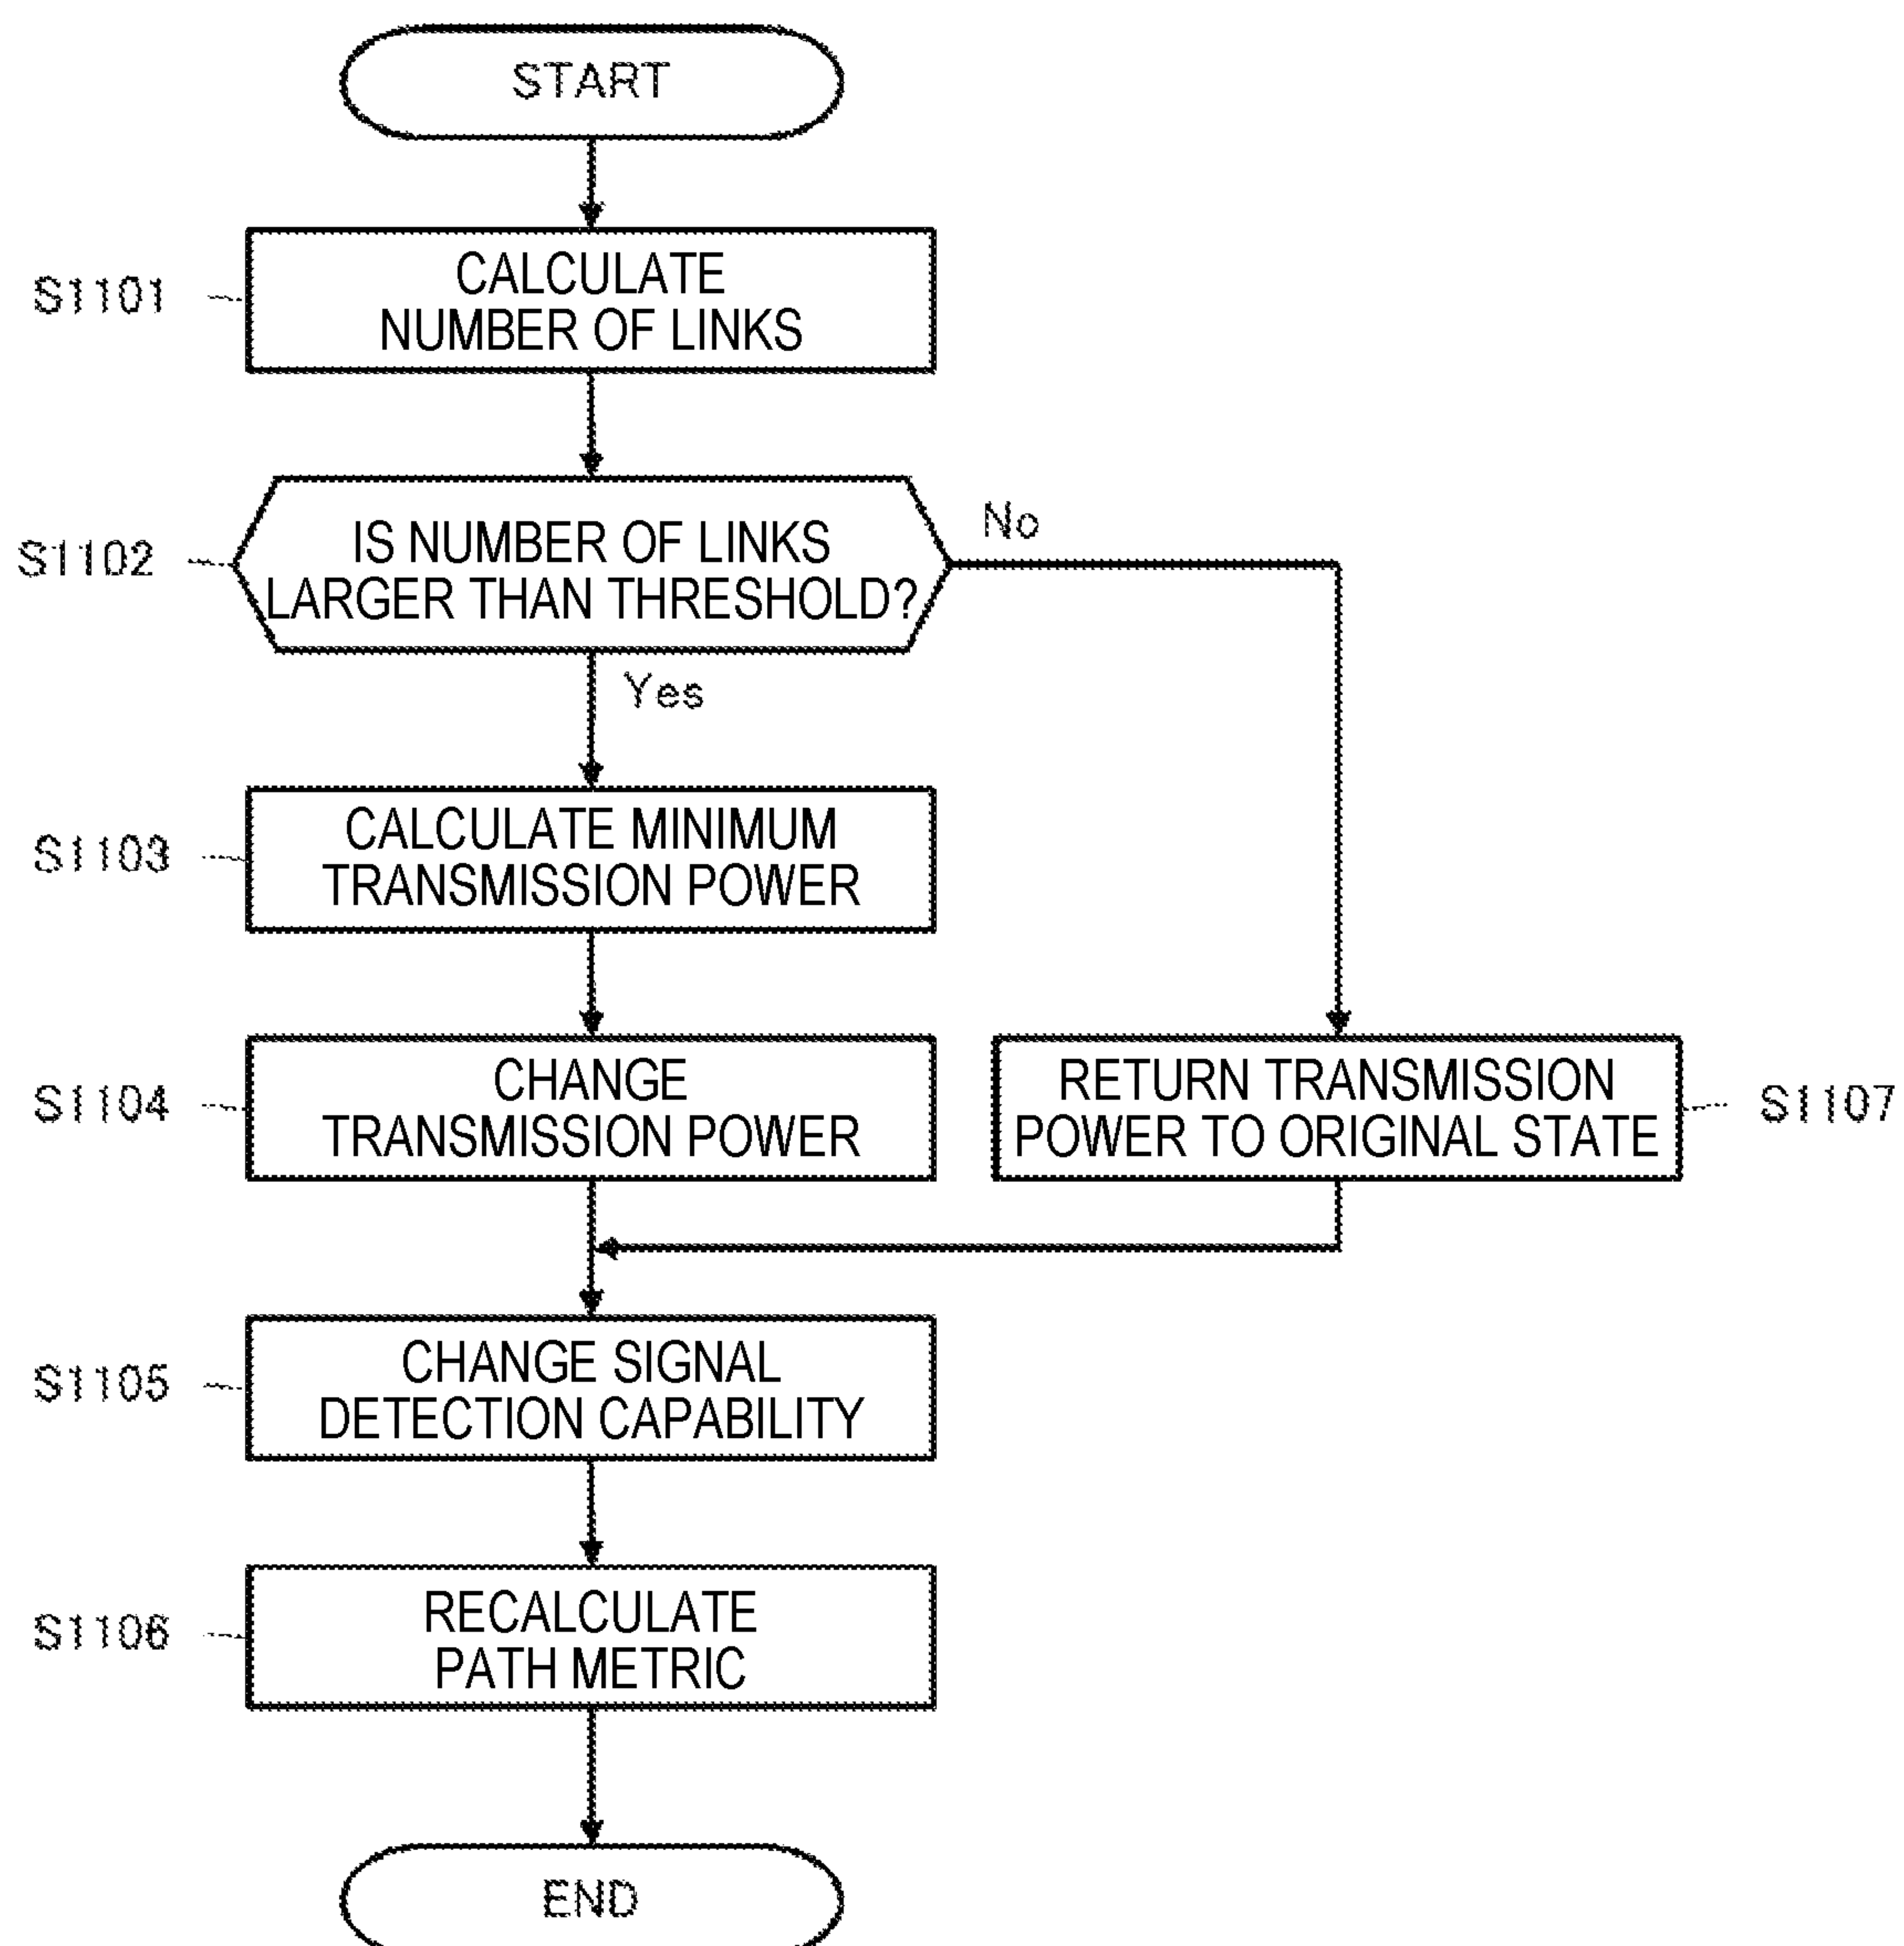 START
S1101
CALCULATE
NUMBER OF LINKS
S1102
IS NUMBER OF LINKS
LARGER THAN THRESHOLD?
No
Yes
S1103
CALCULATE MINIMUM
TRANSMISSION POWER
S1104
CHANGE
TRANSMISSION POWER
RETURN TRANSMISSION
POWER TO ORIGINAL STATE
S1107
S1105
CHANGE SIGNAL
DETECTION CAPABILITY
S1106
RECALCULATE
PATH METRIC
END